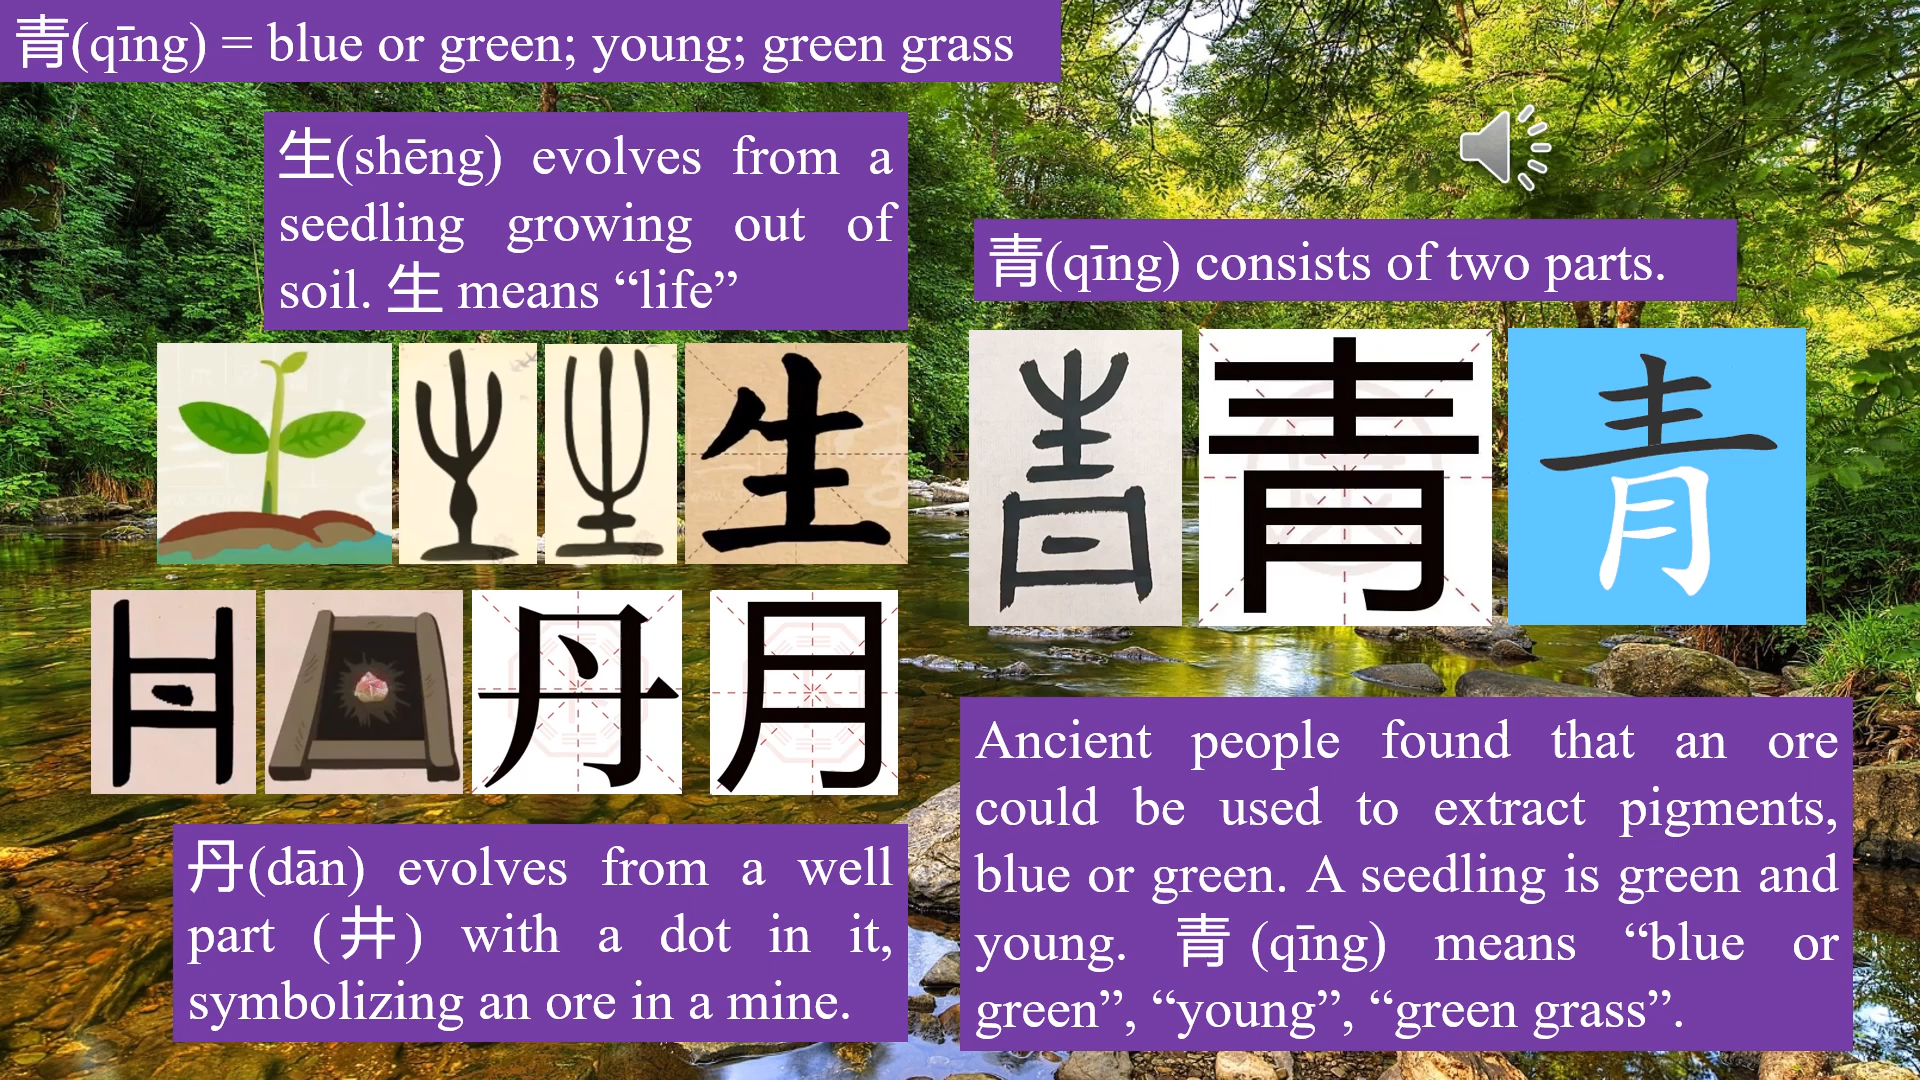 青(qīng) = blue or green; young; green grass
生(shēng) evolves from a
seedling growing out of
soil. 生 means “life”
生
丹
月
丹(dān) evolves from a well
part (井) with a dot in it,
symbolizing an ore in a mine.
青(qīng) consists of two parts.
青
青
Ancient people found that an ore
could be used to extract pigments,
blue or green. A seedling is green and
young. 青 (qīng) means “blue or
green”, “young”, “green grass”.